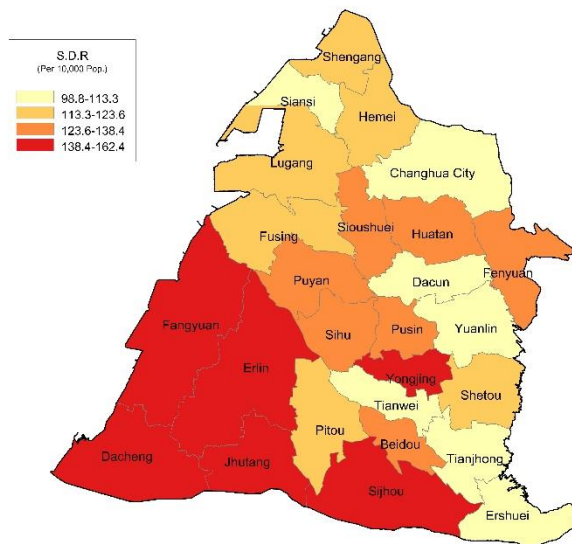 S.D.R
(Per 10,000 Pop.)
98.8-113.3
113.3-123.6
123.6-138.4
138.4-162.4
Shengang
Siansi
Hemei
Lugang
Changhua City
Fusing
Sioushuei
Huatan
Fenyuan
Puyan
Dacun
Fangyuan
Sihu
Pusin
Yuanlin
Erlin
Yongjing
Shetou
Tianwei
Pitou
Beidou
Tianjhong
Dacheng
Jhutang
Sijhou
Ershuei